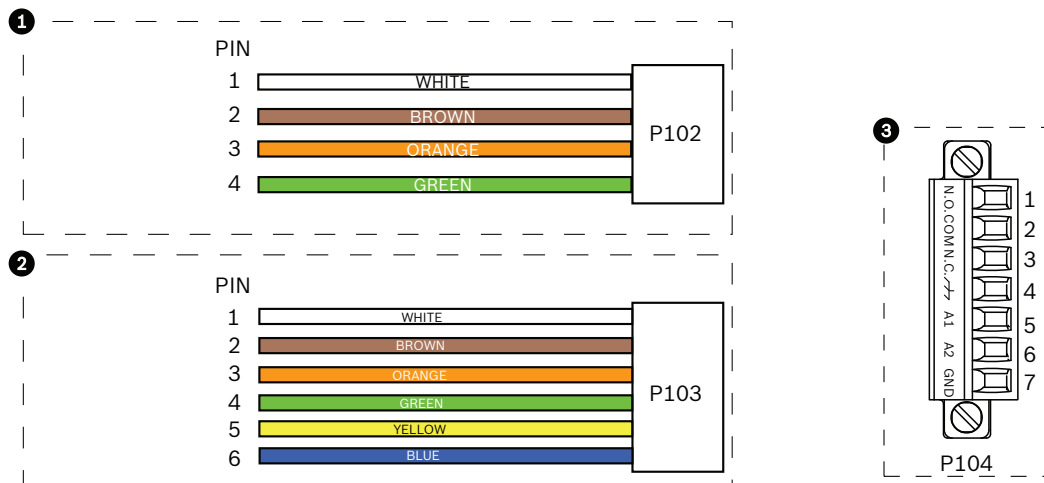 1
PIN
1 WHITE
2 BROWN
3 ORANGE
4 GREEN
P102
2
PIN
1 WHITE
2 BROWN
3 ORANGE
4 GREEN
5 YELLOW
6 BLUE
P103
3
N.O. 1
COM 2
N.C. 3
4
A1 5
A2 6
GND 7
P104